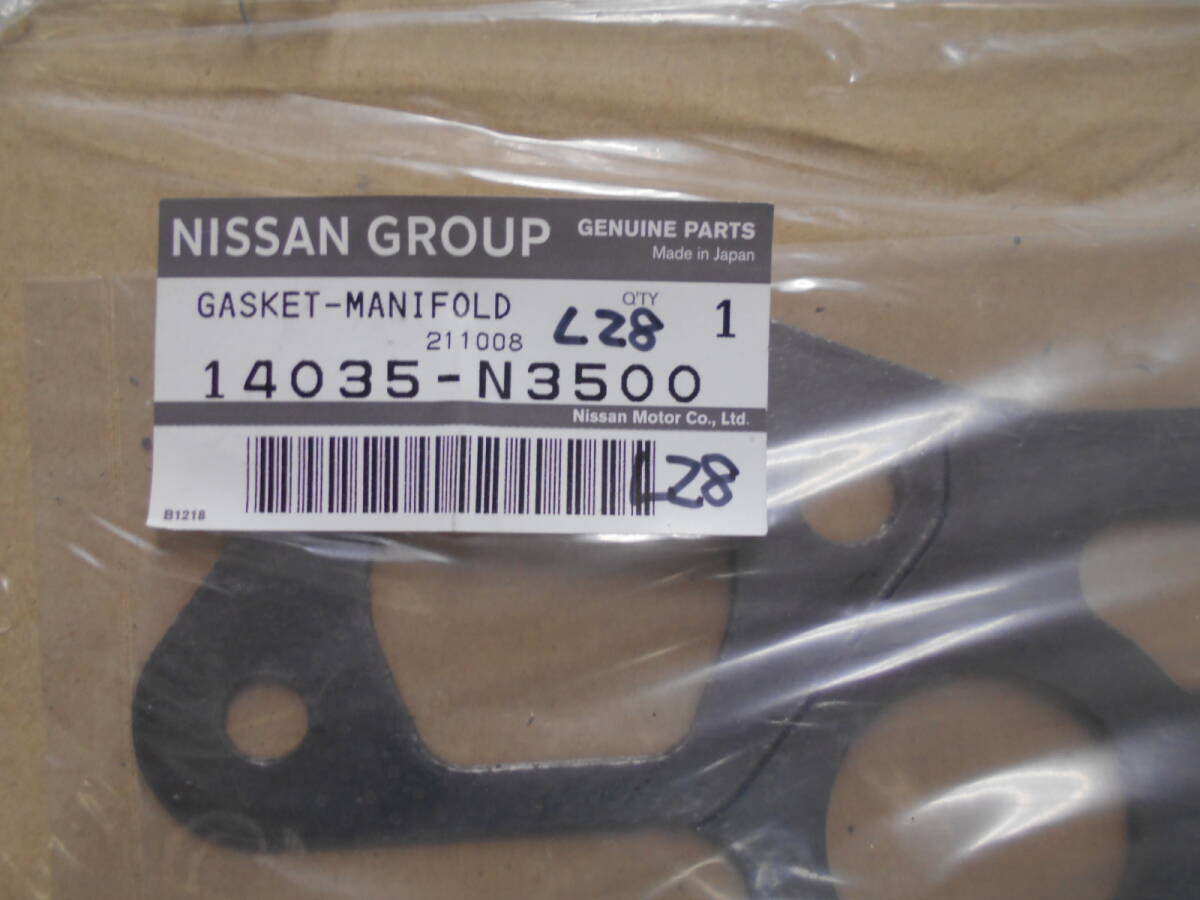 NISSAN GROUP GENUINE PARTS
Made in Japan
GASKET-MANIFOLD Q'TY 1
211008 L28
14035-N3500
Nissan Motor Co., Ltd.
L28
B1218